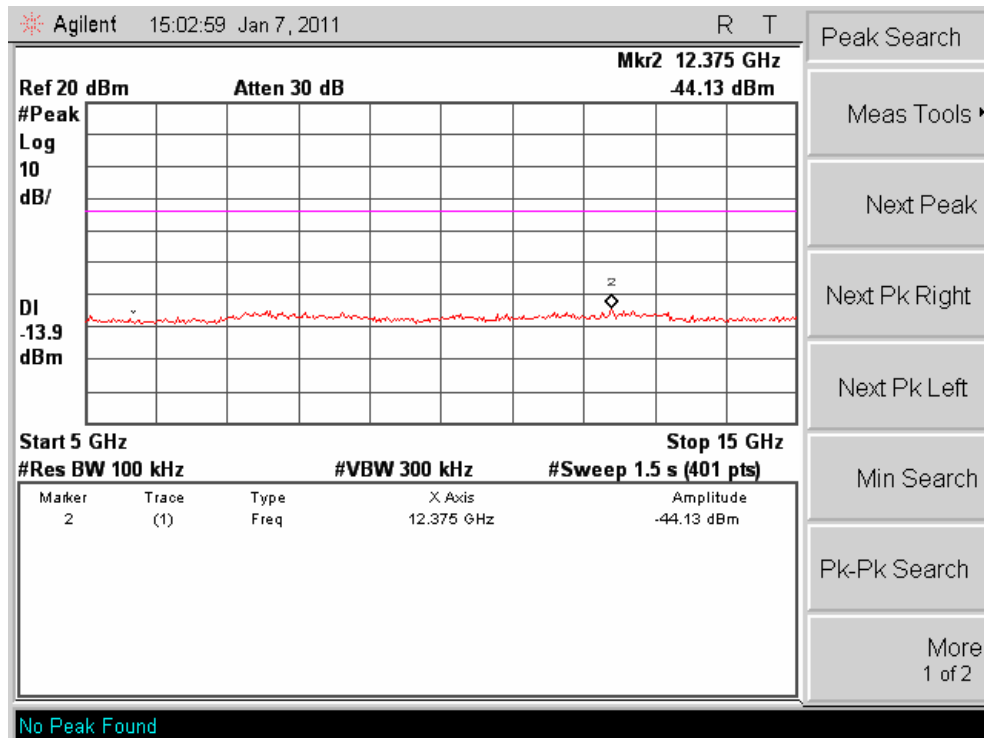 Agilent 15:02:59 Jan 7, 2011 R T
Mkr2 12.375 GHz
Ref 20 dBm Atten 30 dB -44.13 dBm
#Peak
Log
10
dB/
2
DI
-13.9
dBm
Start 5 GHz Stop 15 GHz
#Res BW 100 kHz #VBW 300 kHz #Sweep 1.5 s (401 pts)
Marker Trace Type X Axis Amplitude
2 (1) Freq 12.375 GHz -44.13 dBm
No Peak Found
Peak Search
Meas Tools
Next Peak
Next Pk Right
Next Pk Left
Min Search
Pk-Pk Search
More
1 of 2